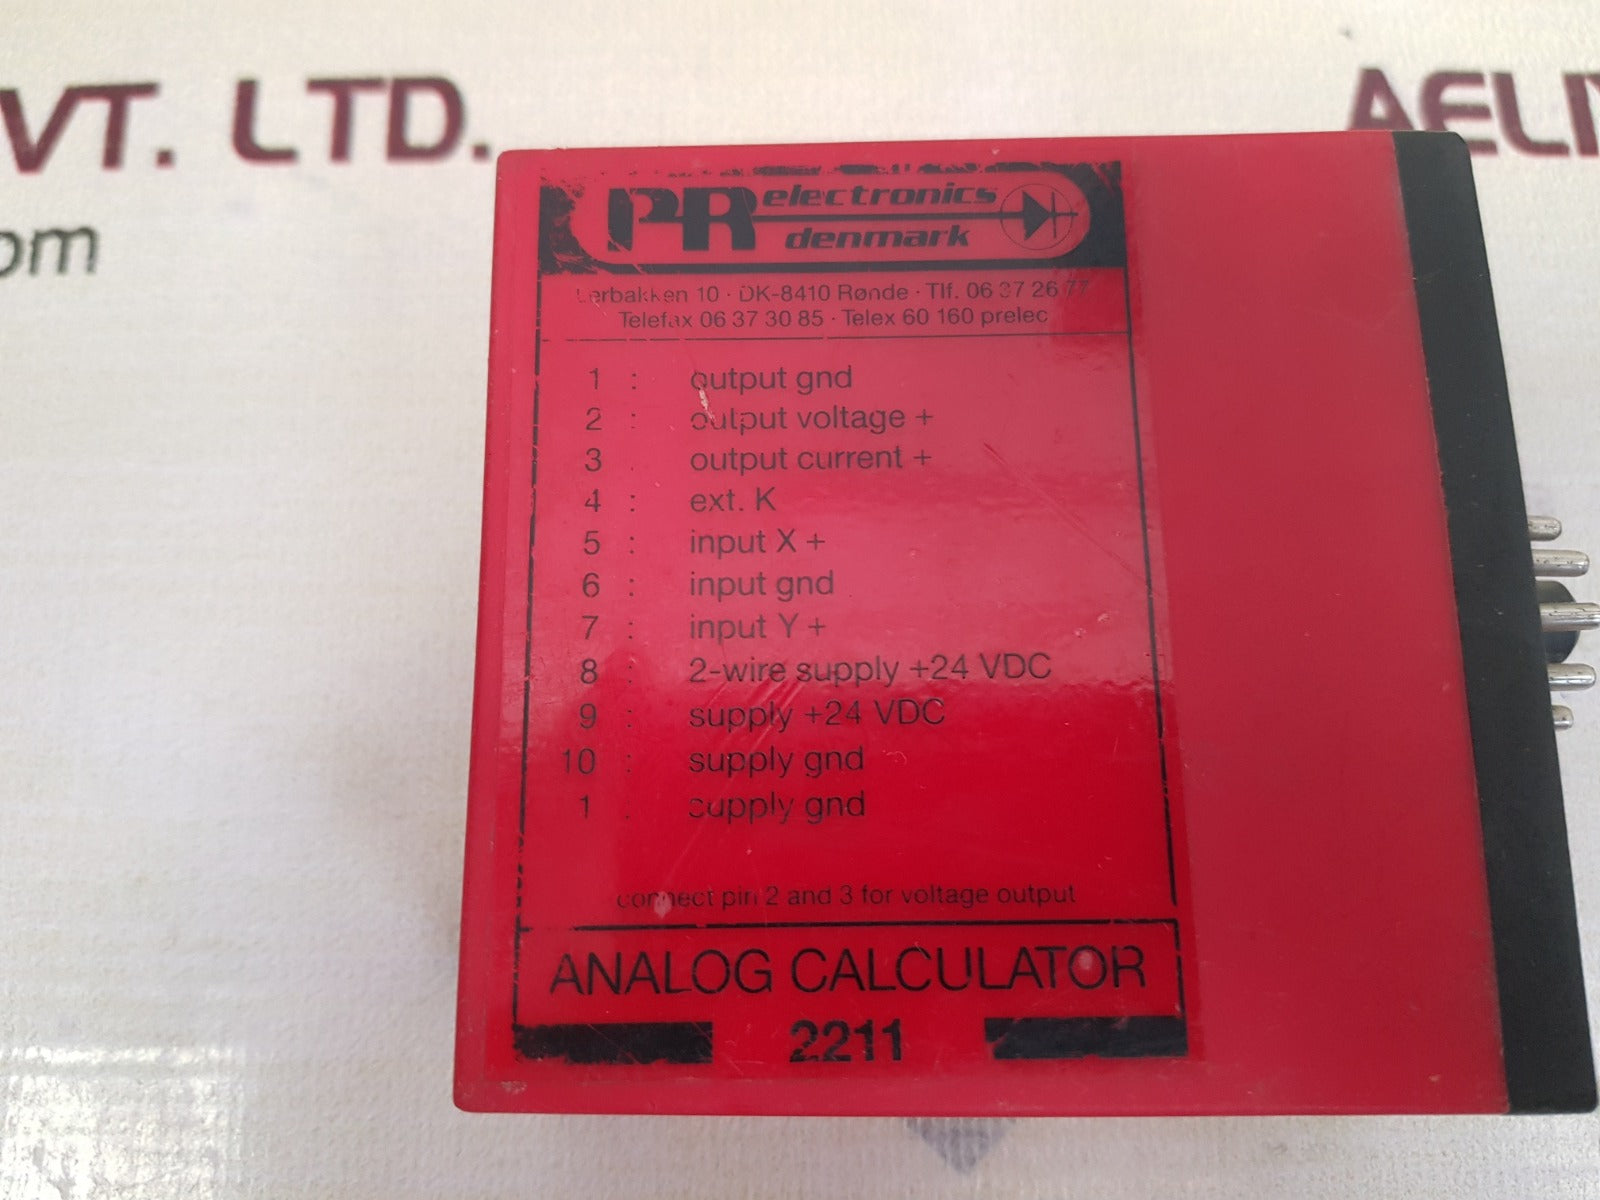 VT. LTD.
om
PR electronics
denmark
Lerbakken 10 · DK-8410 Rønde · Tlf. 06 37 26 77
Telefax 06 37 30 85 · Telex 60 160 prelec
1 : output gnd
2 : output voltage +
3 : output current +
4 : ext. K
5 : input X +
6 : input gnd
7 : input Y +
8 : 2-wire supply +24 VDC
9 : supply +24 VDC
10 : supply gnd
1 : supply gnd
connect pin 2 and 3 for voltage output
ANALOG CALCULATOR
2211